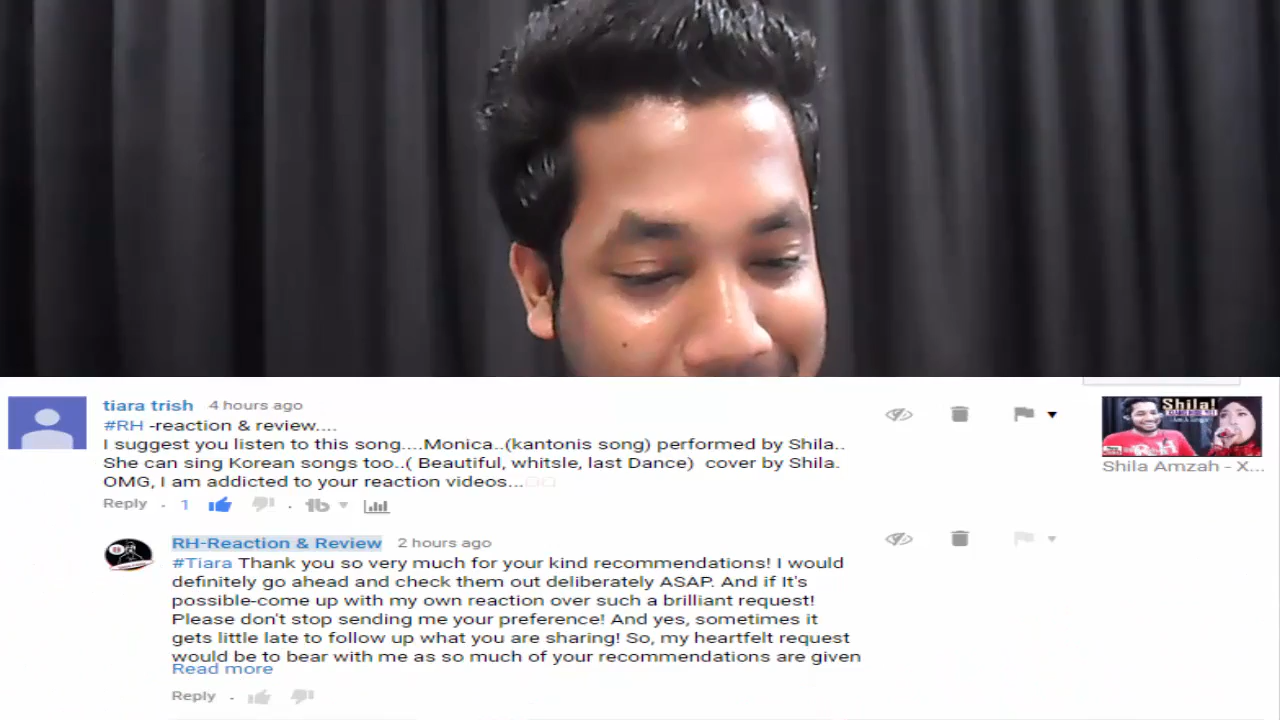 tiara trish 4 hours ago
#RH -reaction & review....
I suggest you listen to this song....Monica..(kantonis song) performed by Shila..
She can sing Korean songs too..( Beautiful, whitsle, last Dance) cover by Shila.
OMG, I am addicted to your reaction videos...
Reply . 1 .
Shila!
Shila Amzah - X...
RH-Reaction & Review 2 hours ago
#Tiara Thank you so very much for your kind recommendations! I would
definitely go ahead and check them out deliberately ASAP. And if It's
possible-come up with my own reaction over such a brilliant request!
Please don't stop sending me your preference! And yes, sometimes it
gets little late to follow up what you are sharing! So, my heartfelt request
would be to bear with me as so much of your recommendations are given
Read more
Reply .